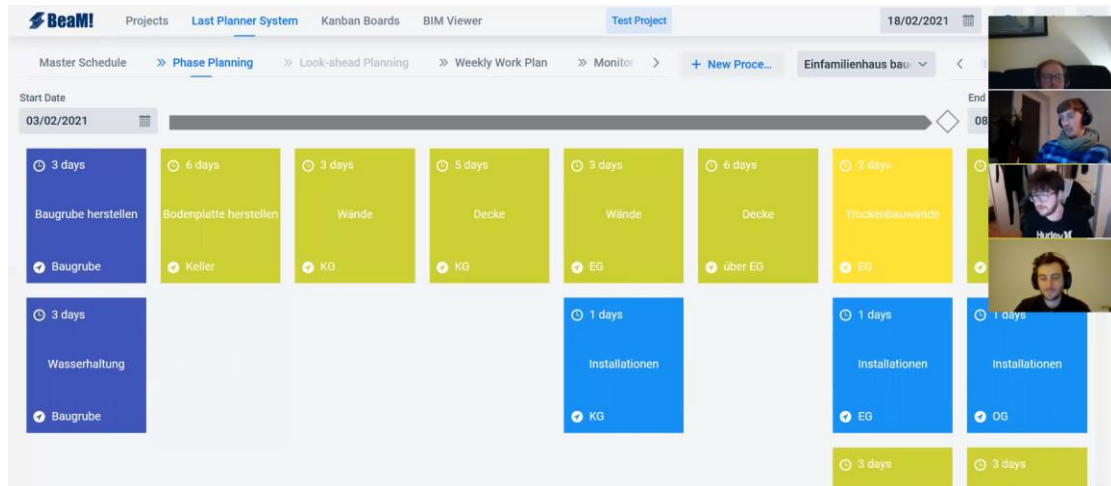 BeaM!
Projects
Last Planner System
Kanban Boards
BIM Viewer
Test Project
18/02/2021
Master Schedule
Phase Planning
Look-ahead Planning
Weekly Work Plan
Monitor
+ New Proce...
Einfamilienhaus bau
Start Date
End
03/02/2021
08
3 days
6 days
3 days
5 days
3 days
6 days
2 days
Baugrube herstellen
Bodenplatte herstellen
Wände
Decke
Wände
Decke
Trockenbauwände
Baugrube
Keller
KG
KG
EG
über EG
EG
Hurley
3 days
1 days
1 days
1 days
Wasserhaltung
Installationen
Installationen
Installationen
Baugrube
KG
EG
OG
3 days
3 days